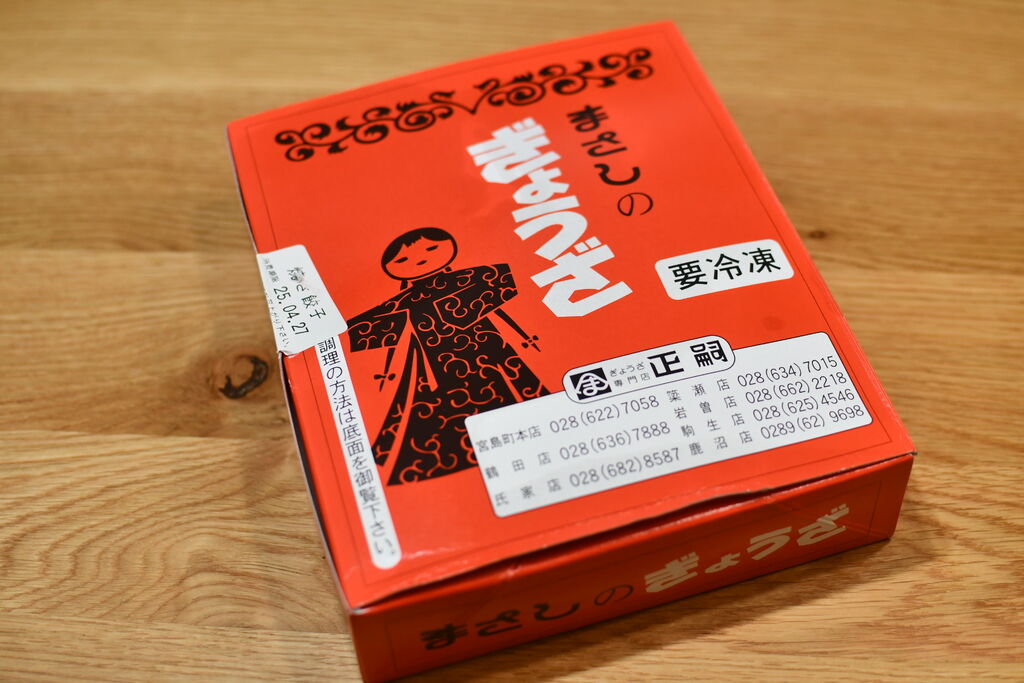 まさしの
ぎょうざ
要冷凍
餃子
25.04.27
調理の方法は底面を御覧下さい。
ぎょうざ
専門店
正嗣
宮島町本店 028(622)7058
鶴田店 028(636)7888
氏家店 028(682)8587
簗瀬店 028(634)7015
岩曽店 028(662)2218
駒生店 028(625)4546
鹿沼店 0289(62)9698
まさしの ぎょうざ